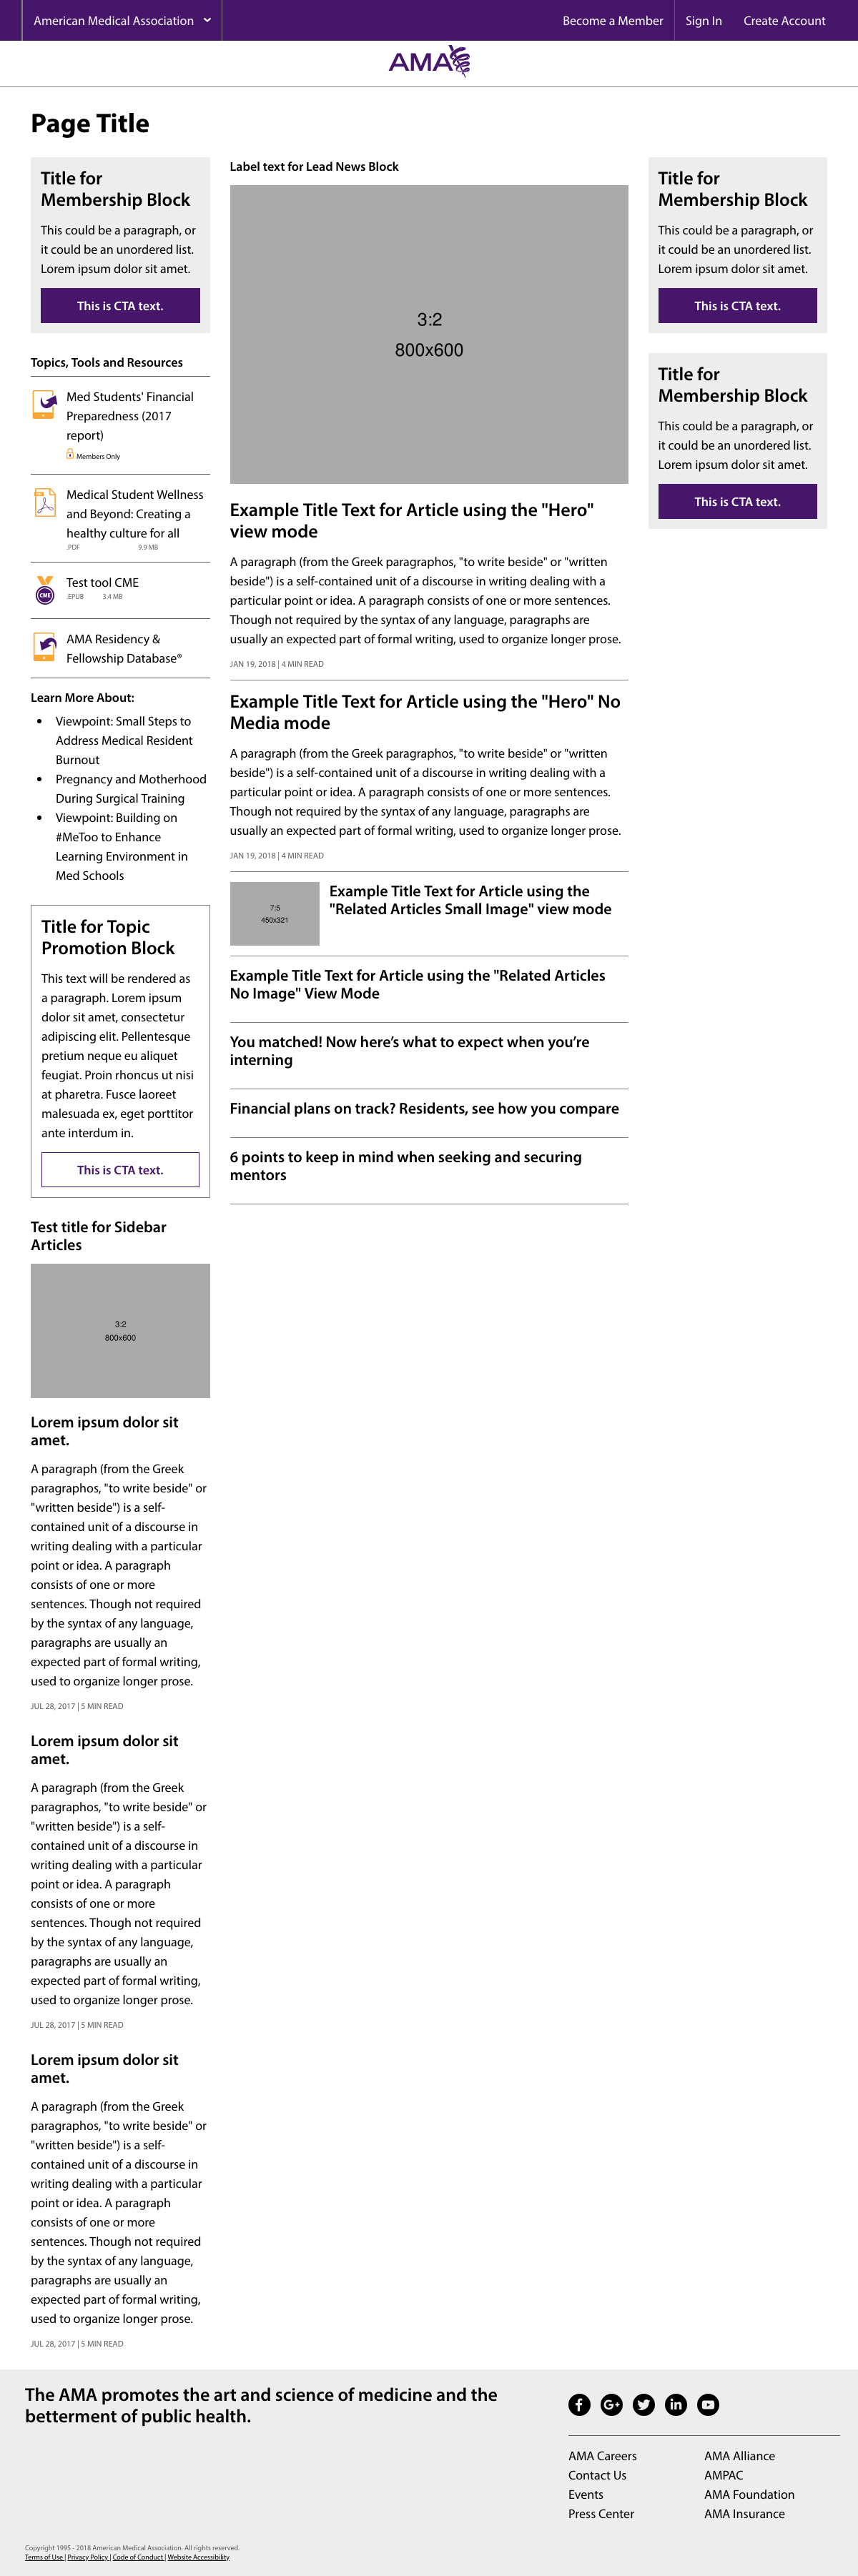 American Medical Association
Become a Member
Sign In
Create Account
AMA
Page Title
Title for
Membership Block
This could be a paragraph, or
it could be an unordered list.
Lorem ipsum dolor sit amet.
This is CTA text.
Topics, Tools and Resources
Med Students' Financial
Preparedness (2017
report)
Members Only
Medical Student Wellness
and Beyond: Creating a
healthy culture for all
.PDF 9.9 MB
CME
Test tool CME
.EPUB 3.4 MB
AMA Residency &
Fellowship Database®
Learn More About:
• Viewpoint: Small Steps to
Address Medical Resident
Burnout
• Pregnancy and Motherhood
During Surgical Training
• Viewpoint: Building on
#MeToo to Enhance
Learning Environment in
Med Schools
Title for Topic
Promotion Block
This text will be rendered as
a paragraph. Lorem ipsum
dolor sit amet, consectetur
adipiscing elit. Pellentesque
pretium neque eu aliquet
feugiat. Proin rhoncus ut nisi
at pharetra. Fusce laoreet
malesuada ex, eget porttitor
ante interdum in.
This is CTA text.
Test title for Sidebar
Articles
3:2
800x600
Lorem ipsum dolor sit
amet.
A paragraph (from the Greek
paragraphos, "to write beside" or
"written beside") is a self-
contained unit of a discourse in
writing dealing with a particular
point or idea. A paragraph
consists of one or more
sentences. Though not required
by the syntax of any language,
paragraphs are usually an
expected part of formal writing,
used to organize longer prose.
JUL 28, 2017 | 5 MIN READ
Lorem ipsum dolor sit
amet.
A paragraph (from the Greek
paragraphos, "to write beside" or
"written beside") is a self-
contained unit of a discourse in
writing dealing with a particular
point or idea. A paragraph
consists of one or more
sentences. Though not required
by the syntax of any language,
paragraphs are usually an
expected part of formal writing,
used to organize longer prose.
JUL 28, 2017 | 5 MIN READ
Lorem ipsum dolor sit
amet.
A paragraph (from the Greek
paragraphos, "to write beside" or
"written beside") is a self-
contained unit of a discourse in
writing dealing with a particular
point or idea. A paragraph
consists of one or more
sentences. Though not required
by the syntax of any language,
paragraphs are usually an
expected part of formal writing,
used to organize longer prose.
JUL 28, 2017 | 5 MIN READ
Label text for Lead News Block
3:2
800x600
Example Title Text for Article using the "Hero"
view mode
A paragraph (from the Greek paragraphos, "to write beside" or "written
beside") is a self-contained unit of a discourse in writing dealing with a
particular point or idea. A paragraph consists of one or more sentences.
Though not required by the syntax of any language, paragraphs are
usually an expected part of formal writing, used to organize longer prose.
JAN 19, 2018 | 4 MIN READ
Example Title Text for Article using the "Hero" No
Media mode
A paragraph (from the Greek paragraphos, "to write beside" or "written
beside") is a self-contained unit of a discourse in writing dealing with a
particular point or idea. A paragraph consists of one or more sentences.
Though not required by the syntax of any language, paragraphs are
usually an expected part of formal writing, used to organize longer prose.
JAN 19, 2018 | 4 MIN READ
7:5
450x321
Example Title Text for Article using the
"Related Articles Small Image" view mode
Example Title Text for Article using the "Related Articles
No Image" View Mode
You matched! Now here’s what to expect when you’re
interning
Financial plans on track? Residents, see how you compare
6 points to keep in mind when seeking and securing
mentors
Title for
Membership Block
This could be a paragraph, or
it could be an unordered list.
Lorem ipsum dolor sit amet.
This is CTA text.
Title for
Membership Block
This could be a paragraph, or
it could be an unordered list.
Lorem ipsum dolor sit amet.
This is CTA text.
The AMA promotes the art and science of medicine and the
betterment of public health.
AMA Careers
Contact Us
Events
Press Center
AMA Alliance
AMPAC
AMA Foundation
AMA Insurance
Copyright 1995 - 2018 American Medical Association. All rights reserved.
Terms of Use | Privacy Policy | Code of Conduct | Website Accessibility